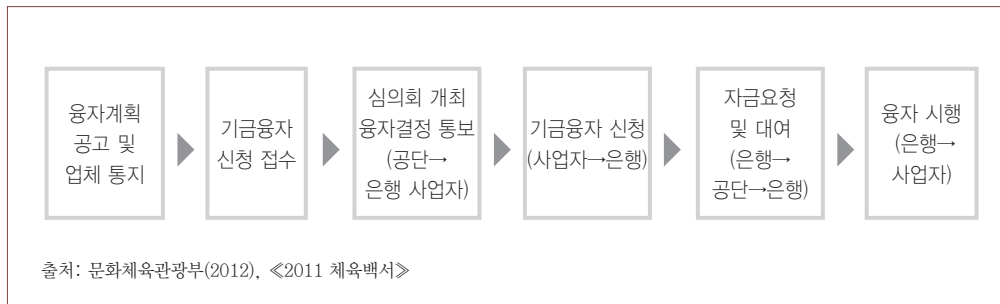 융자계획
공고 및
업체 통지
기금융자
신청 접수
심의회 개최
융자결정 통보
(공단→
은행 사업자)
기금융자 신청
(사업자→은행)
자금요청
및 대여
(은행→
공단→은행)
융자 시행
(은행→
사업자)
출처: 문화체육관광부(2012), ≪2011 체육백서≫